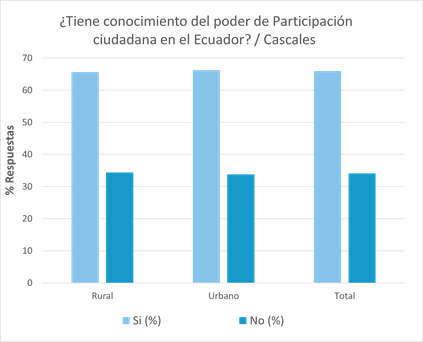 ¿Tiene conocimiento del poder de Participación
ciudadana en el Ecuador? / Cascales
% Respuestas
70
60
50
40
30
20
10
0
Rural
Urbano
Total
Si (%)
No (%)